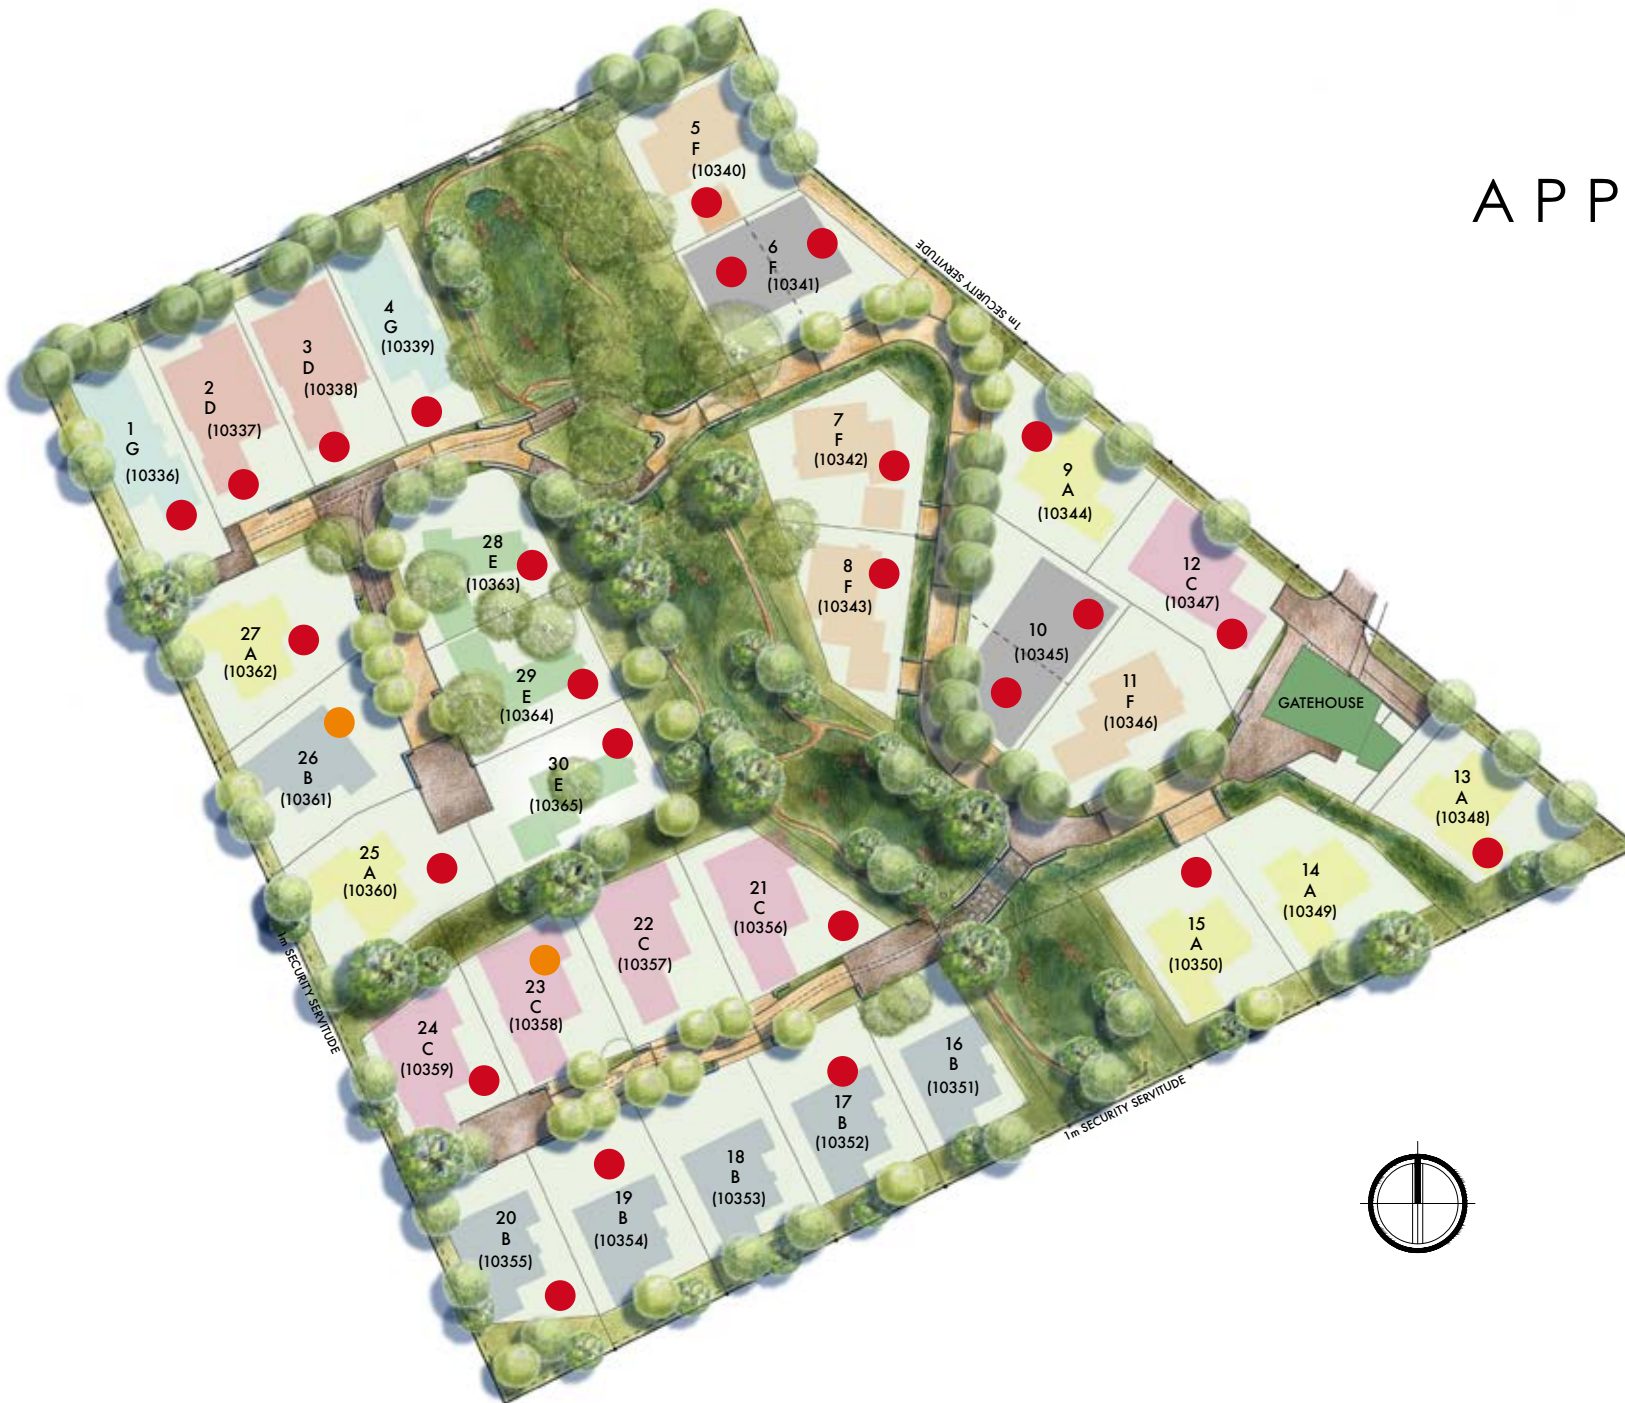 APP
5
F
(10340)
6
F
(10341)
1m SECURITY SERVITUDE
4
G
(10339)
3
D
(10338)
2
D
(10337)
1
G
(10336)
7
F
(10342)
8
F
(10343)
9
A
(10344)
12
C
(10347)
10
(10345)
11
F
(10346)
GATEHOUSE
28
E
(10363)
29
E
(10364)
30
E
(10365)
27
A
(10362)
26
B
(10361)
25
A
(10360)
13
A
(10348)
14
A
(10349)
15
A
(10350)
21
C
(10356)
22
C
(10357)
23
C
(10358)
24
C
(10359)
1m SECURITY SERVITUDE
16
B
(10351)
17
B
(10352)
18
B
(10353)
19
B
(10354)
20
B
(10355)
1m SECURITY SERVITUDE